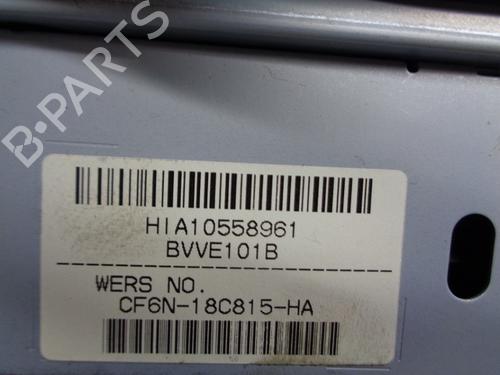 B-PARTS
HIA10558961
BVVE101B
WERS NO.
CF6N-18C815-HA